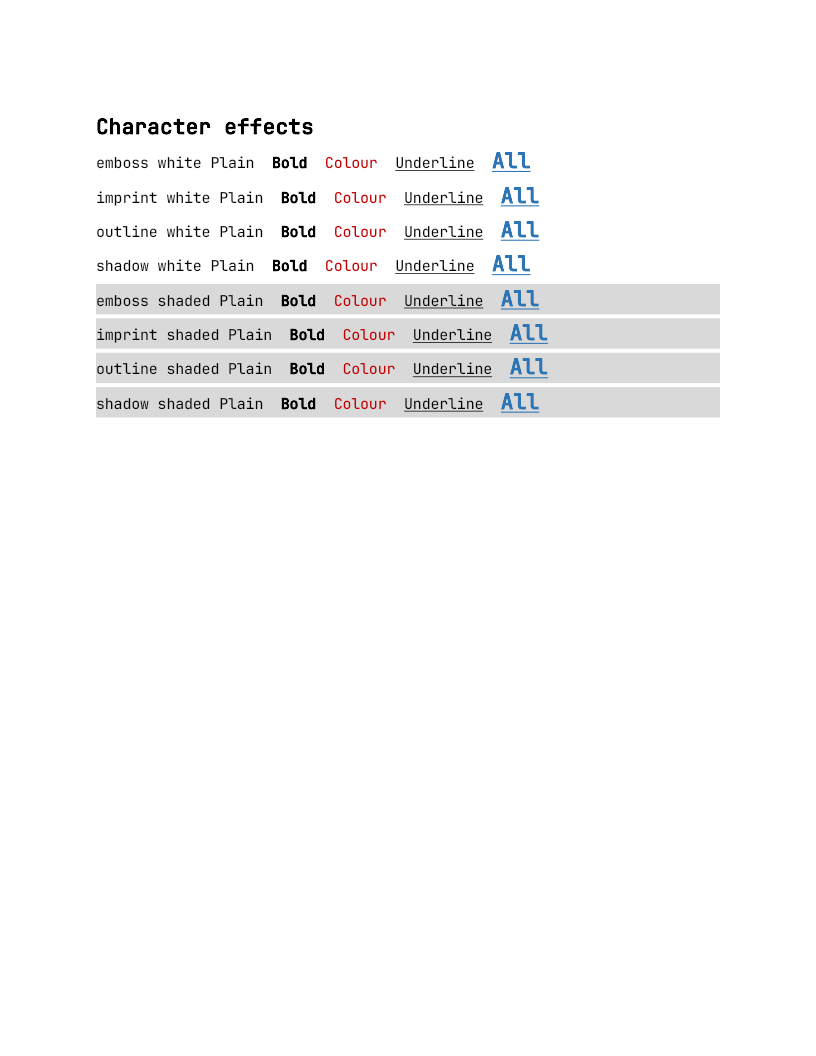 Character effects
emboss white Plain Bold Colour Underline All
imprint white Plain Bold Colour Underline All
outline white Plain Bold Colour Underline All
shadow white Plain Bold Colour Underline All
emboss shaded Plain Bold Colour Underline All
imprint shaded Plain Bold Colour Underline All
outline shaded Plain Bold Colour Underline All
shadow shaded Plain Bold Colour Underline All